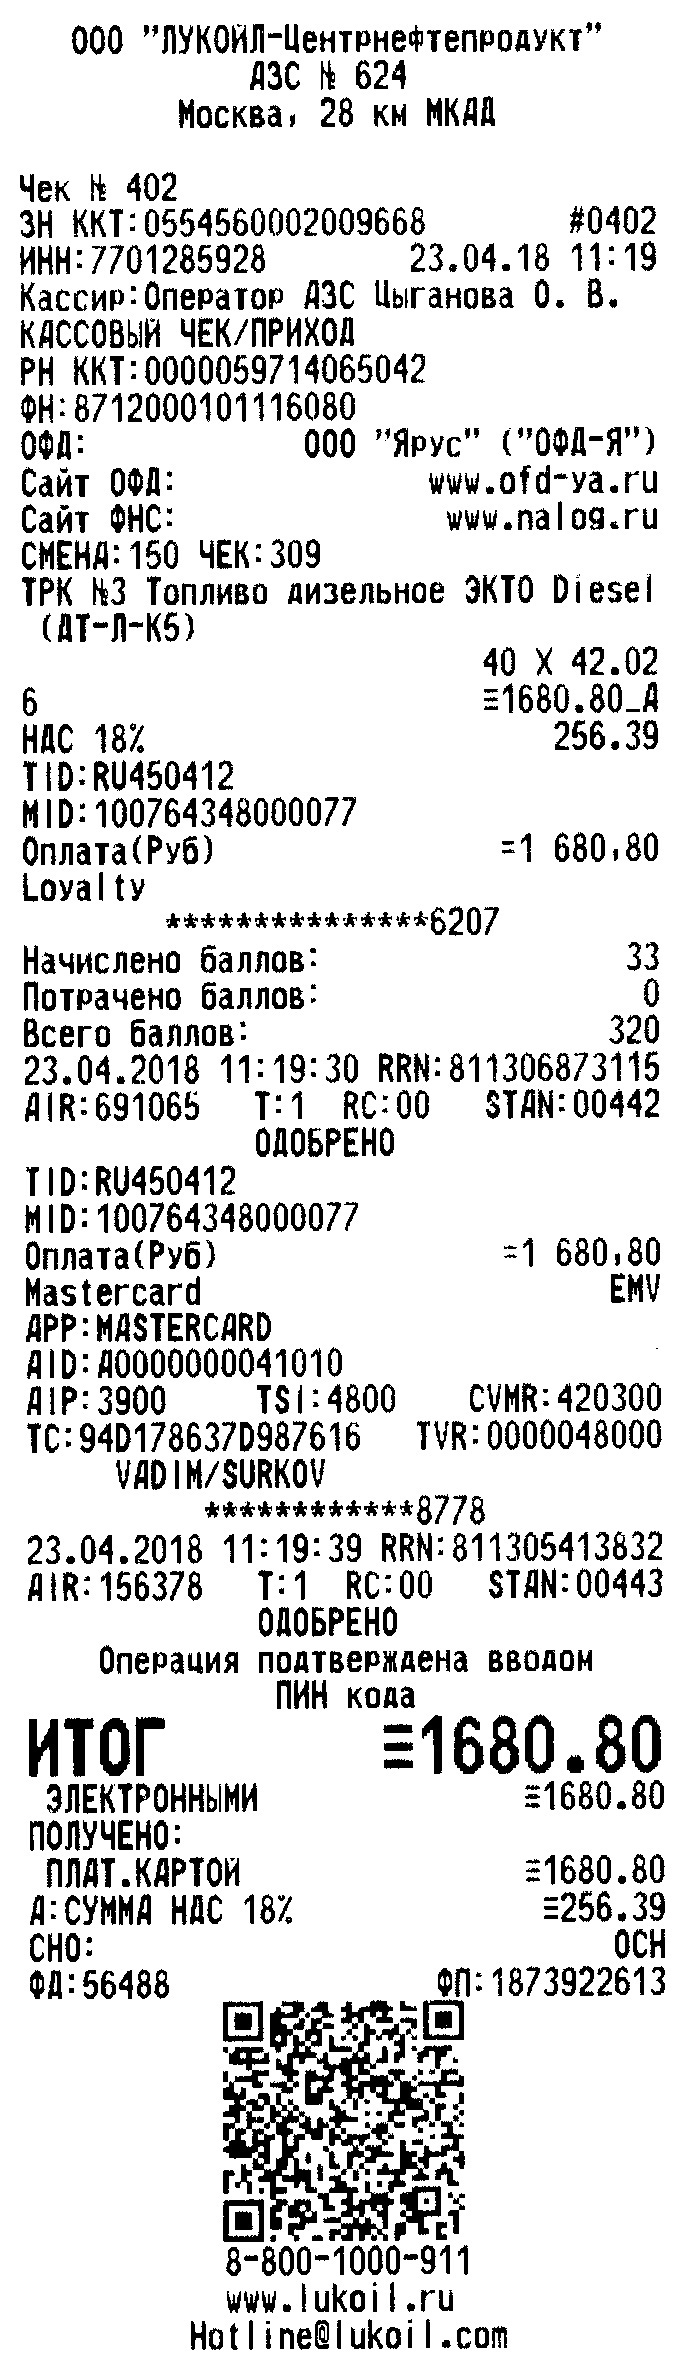 ООО "ЛУКОЙЛ-Центрнефтепродукт"
АЗС № 624
Москва, 28 км МКАД
Чек № 402
ЗН ККТ:0554560002009668 #0402
ИНН:7701285928 23.04.18 11:19
Кассир:Оператор АЗС Цыганова О. В.
КАССОВЫЙ ЧЕК/ПРИХОД
РН ККТ:0000059714065042
ФН:8712000101116080
ОФД: ООО "Ярус" ("ОФД-Я")
Сайт ОФД: www.ofd-ya.ru
Сайт ФНС: www.nalog.ru
СМЕНА:150 ЧЕК:309
ТРК №3 Топливо дизельное ЭКТО Diesel
(ДТ-Л-К5)
40 X 42.02
6 ≡1680.80_А
НДС 18% 256.39
TID:RU450412
MID:100764348000077
Оплата(Руб) =1 680,80
Loyalty
***************6207
Начислено баллов: 33
Потрачено баллов: 0
Всего баллов: 320
23.04.2018 11:19:30 RRN:811306873115
AIR:691065 T:1 RC:00 STAN:00442
ОДОБРЕНО
TID:RU450412
MID:100764348000077
Оплата(Руб) =1 680,80
Mastercard EMV
APP:MASTERCARD
AID:A0000000041010
AIP:3900 TSI:4800 CVMR:420300
TC:94D178637D987616 TVR:0000048000
VADIM/SURKOV
************8778
23.04.2018 11:19:39 RRN:811305413832
AIR:156378 T:1 RC:00 STAN:00443
ОДОБРЕНО
Операция подтверждена вводом
ПИН кода
ИТОГ ≡1680.80
ЭЛЕКТРОННЫМИ ≡1680.80
ПОЛУЧЕНО:
ПЛАТ.КАРТОЙ ≡1680.80
А:СУММА НДС 18% ≡256.39
СНО: ОСН
ФД:56488 ФП:1873922613
8-800-1000-911
www.lukoil.ru
Hotline@lukoil.com